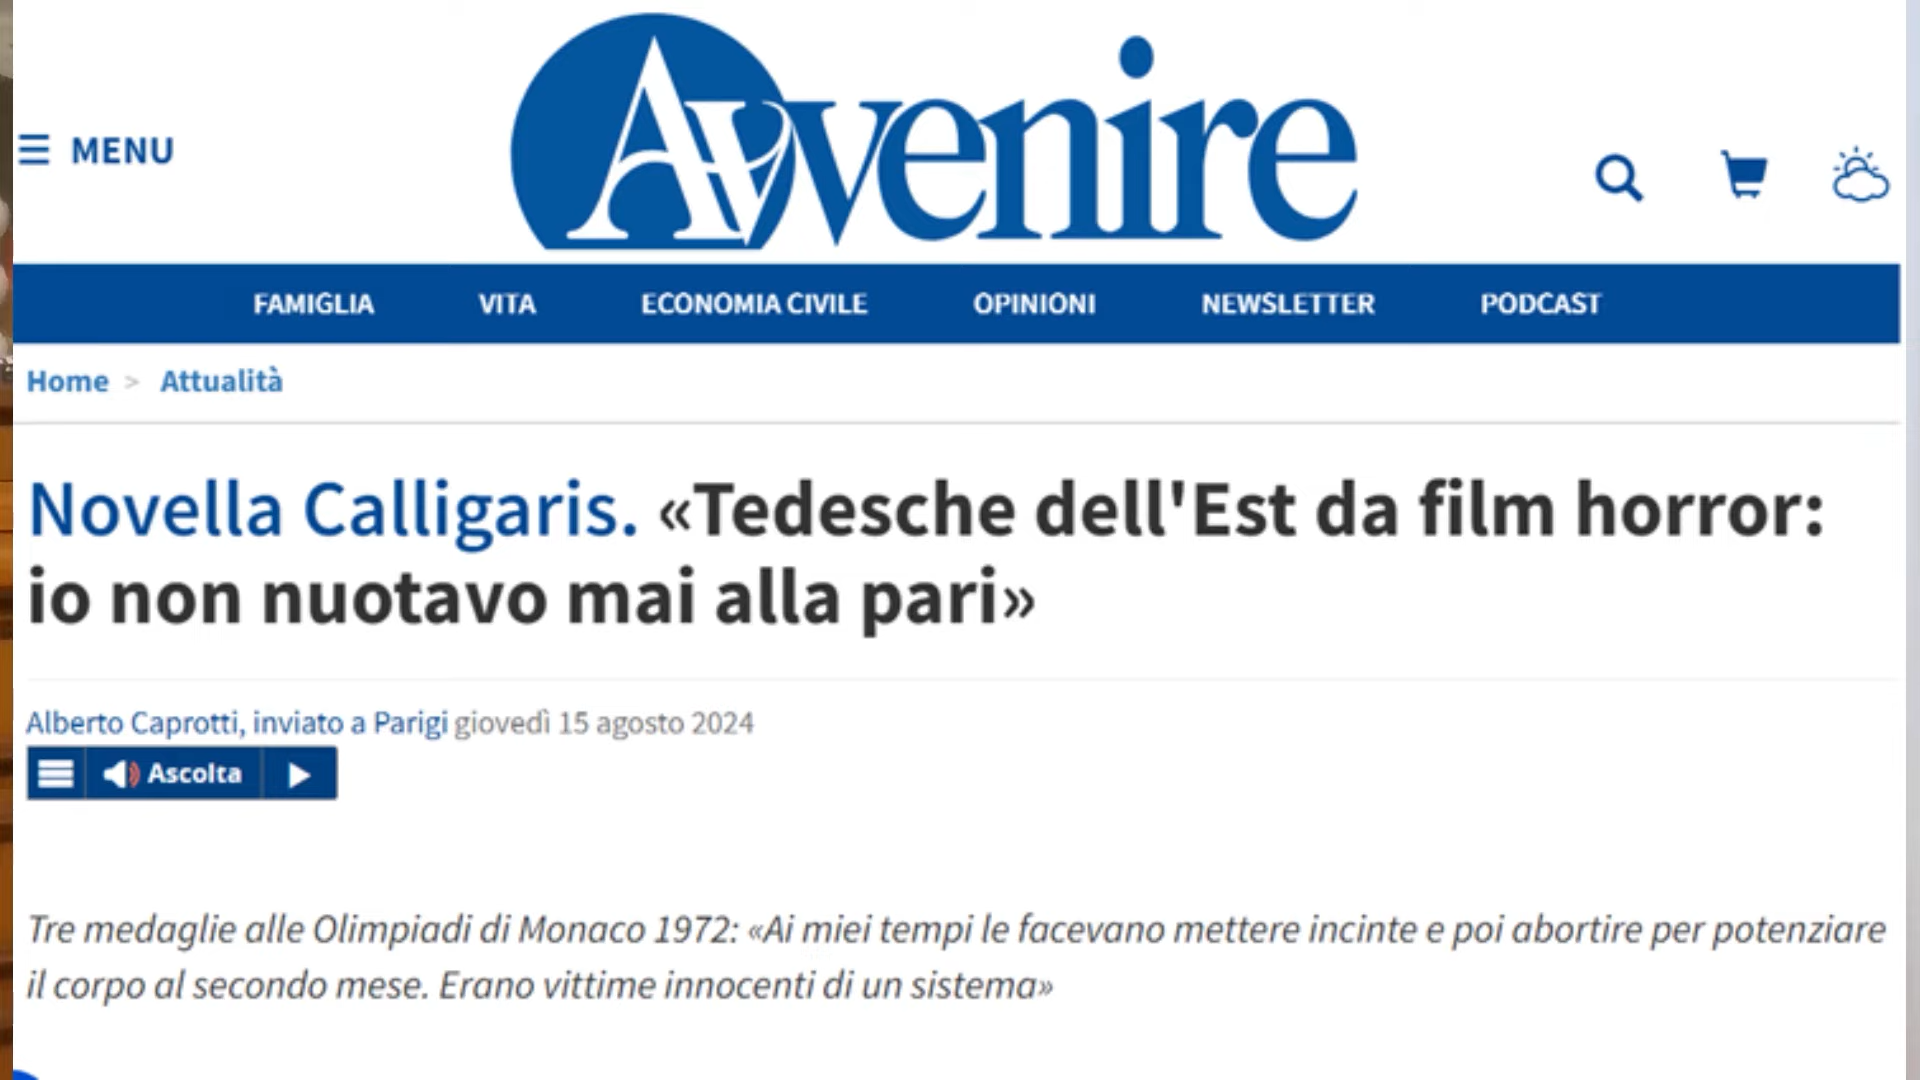 Avvenire
MENU
FAMIGLIA VITA ECONOMIA CIVILE OPINIONI NEWSLETTER PODCAST
Home > Attualità
Novella Calligaris. «Tedesche dell'Est da film horror:
io non nuotavo mai alla pari»
Alberto Caprotti, inviato a Parigi giovedì 15 agosto 2024
Ascolta
Tre medaglie alle Olimpiadi di Monaco 1972: «Ai miei tempi le facevano mettere incinte e poi abortire per potenziare
il corpo al secondo mese. Erano vittime innocenti di un sistema»